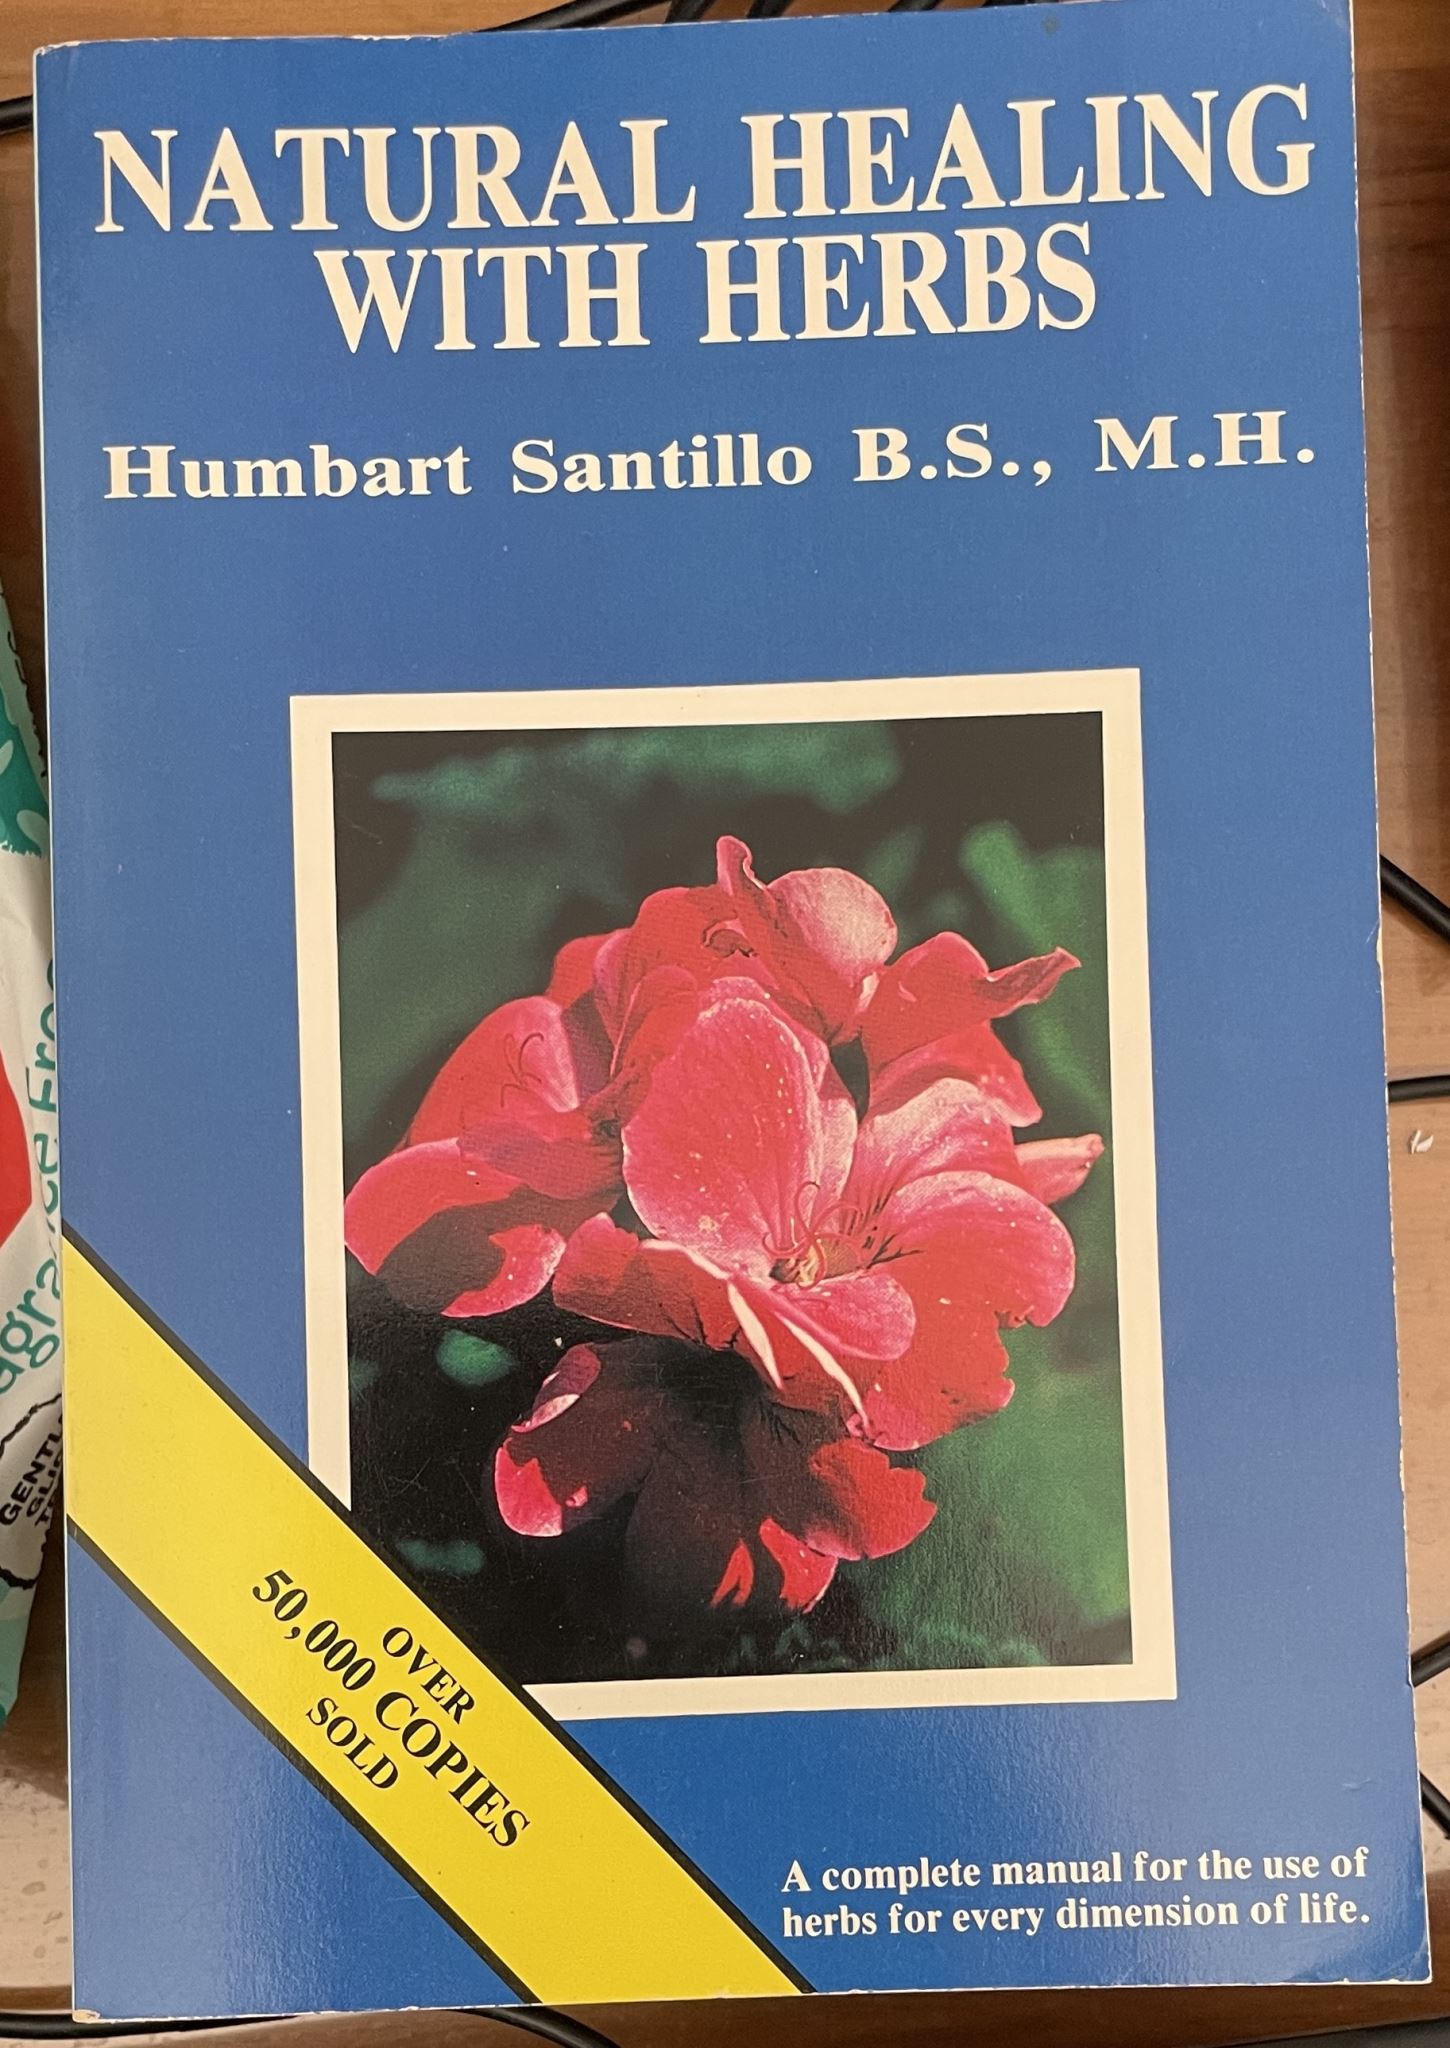 NATURAL HEALING
WITH HERBS
Humbart Santillo B.S., M.H.
OVER
50,000 COPIES
SOLD
A complete manual for the use of
herbs for every dimension of life.
GENTL